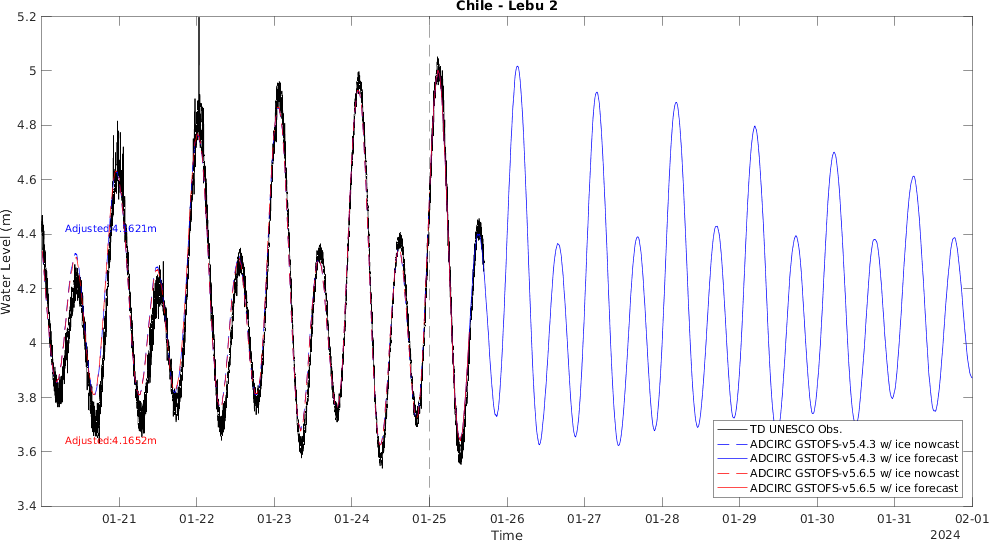 Chile - Lebu 2
Water Level (m)
5.2
5
4.8
4.6
4.4
4.2
4
3.8
3.6
3.4
Adjusted:4.1621m
Adjusted:4.1652m
TD UNESCO Obs.
ADCIRC GSTOFS-v5.4.3 w/ ice nowcast
ADCIRC GSTOFS-v5.4.3 w/ ice forecast
ADCIRC GSTOFS-v5.6.5 w/ ice nowcast
ADCIRC GSTOFS-v5.6.5 w/ ice forecast
01-21 01-22 01-23 01-24 01-25 01-26 01-27 01-28 01-29 01-30 01-31 02-01
Time
2024